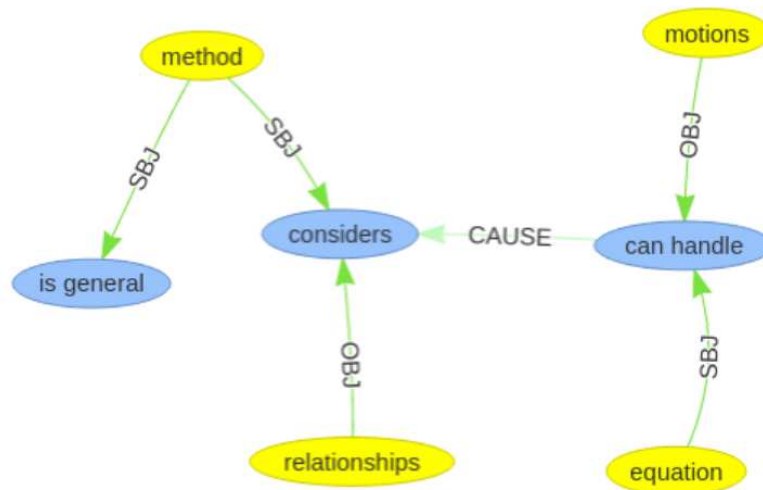 motions
method
SBJ
SBJ
OBJ
considers
CAUSE
can handle
is general
OBJ
SBJ
relationships
equation